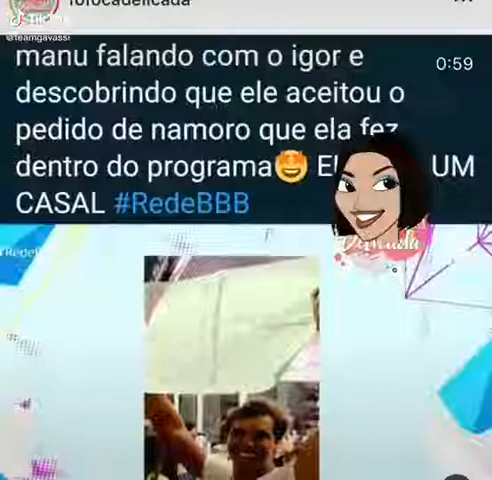 fofocadelicada
@teamgavassi
manu falando com o igor e
0:59
descobrindo que ele aceitou o
pedido de namoro que ela fez
dentro do programa🤩 UM
CASAL #RedeBBB
Manuela